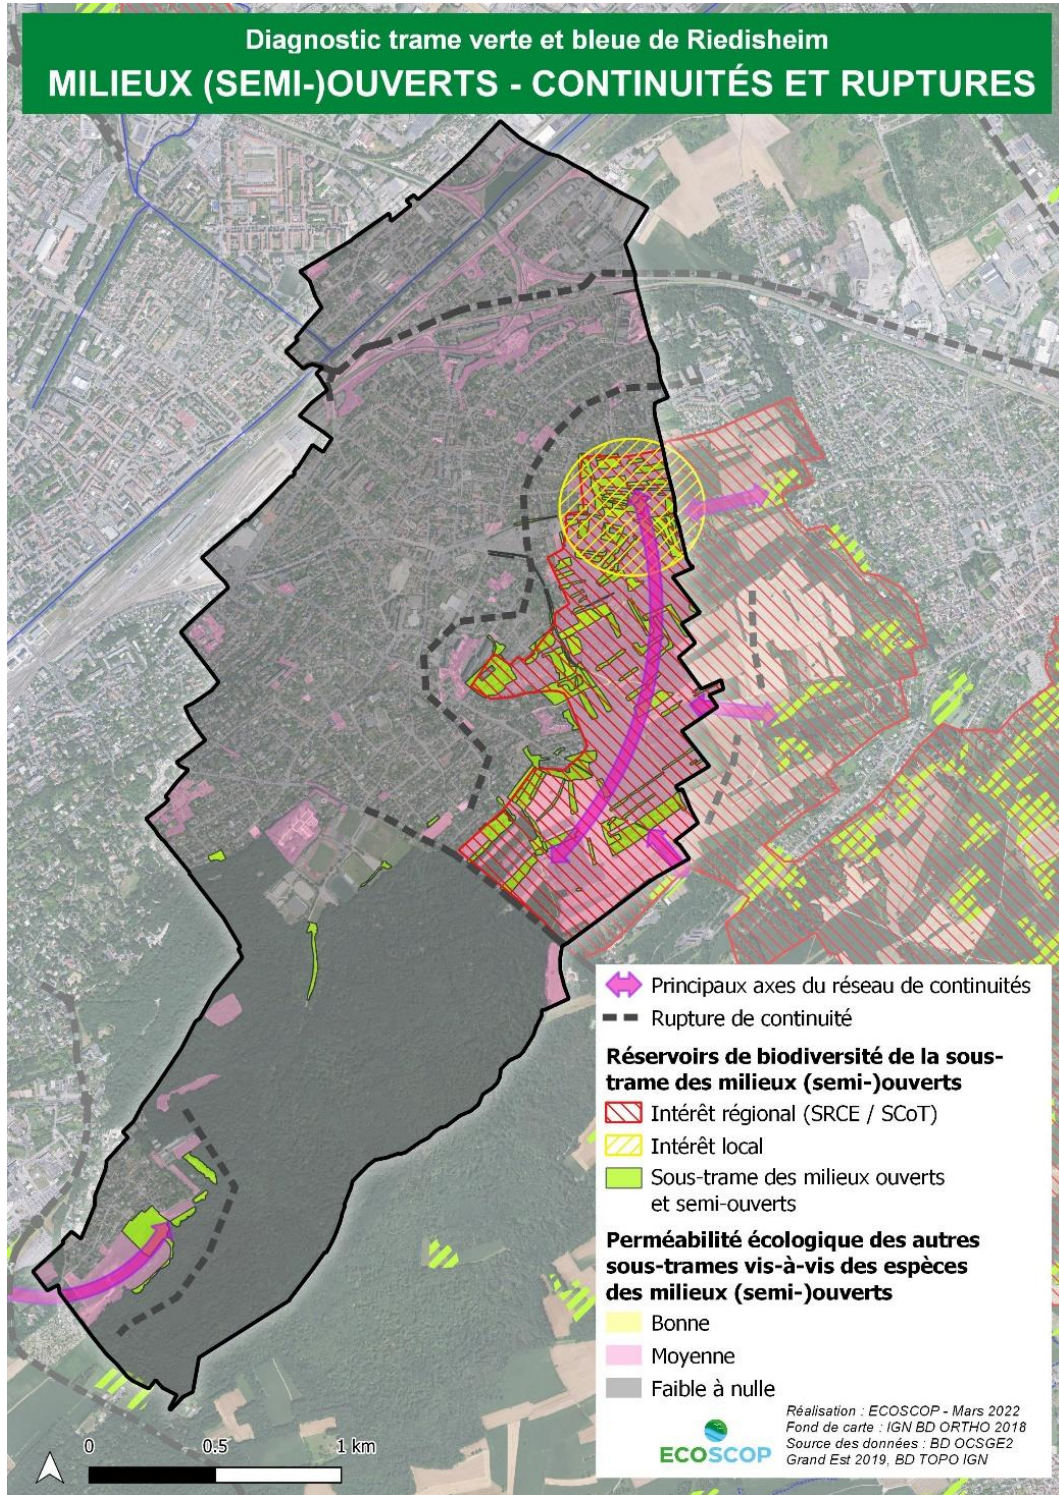 Diagnostic trame verte et bleue de Riedisheim
MILIEUX (SEMI-)OUVERTS - CONTINUITÉS ET RUPTURES
Principaux axes du réseau de continuités
Rupture de continuité
Réservoirs de biodiversité de la sous-
trame des milieux (semi-)ouverts
Intérêt régional (SRCE / SCoT)
Intérêt local
Sous-trame des milieux ouverts
et semi-ouverts
Perméabilité écologique des autres
sous-trames vis-à-vis des espèces
des milieux (semi-)ouverts
Bonne
Moyenne
Faible à nulle
Réalisation : ECOSCOP - Mars 2022
Fond de carte : IGN BD ORTHO 2018
Source des données : BD OCSGE2
Grand Est 2019, BD TOPO IGN
ECOSCOP
0 0.5 1 km